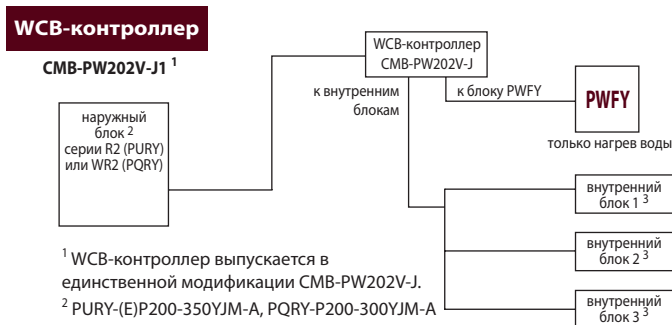 WCB-контроллер
CMB-PW202V-J1 ¹
наружный
блок ²
серии R2 (PURY)
или WR2 (PQRY)
WCB-контроллер
CMB-PW202V-J
к внутренним
блокам
к блоку PWFY
PWFY
только нагрев воды
внутренний
блок 1 ³
внутренний
блок 2 ³
внутренний
блок 3 ³
¹ WCB-контроллер выпускается в
единственной модификации CMB-PW202V-J.
² PURY-(E)P200-350YJM-A, PQRY-P200-300YJM-A